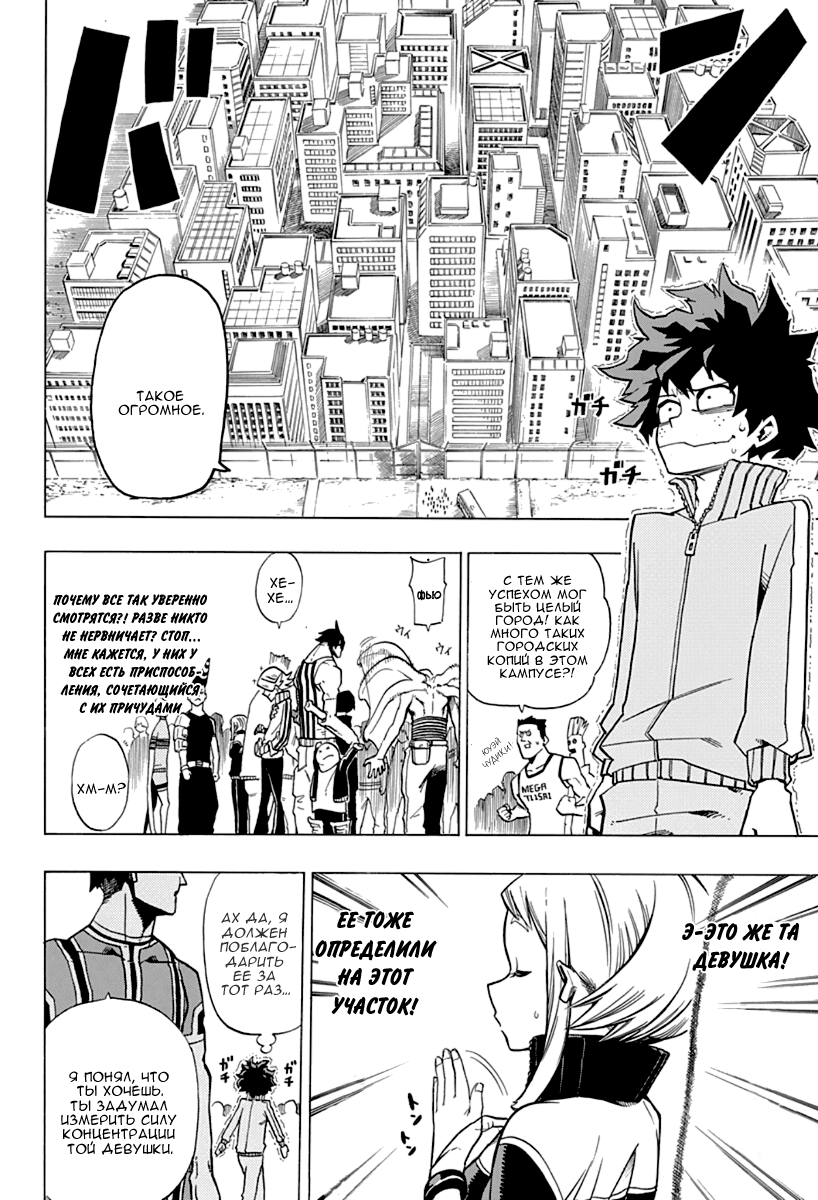 ガチ
ガチ
ТАКОЕ
ОГРОМНОЕ.
С ТЕМ ЖЕ
УСПЕХОМ МОГ
БЫТЬ ЦЕЛЫЙ
ГОРОД! КАК
МНОГО ТАКИХ
ГОРОДСКИХ
КОПИЙ В ЭТОМ
КАМПУСЕ?!
ЮУЭЙ
ЧУДИКИ!
MEGA
ФЬЮ
ХЕ-
ХЕ...
ПОЧЕМУ ВСЕ ТАК УВЕРЕННО
СМОТРЯТСЯ?! РАЗВЕ НИКТО
НЕ НЕРВНИЧАЕТ? СТОП...
МНЕ КАЖЕТСЯ, У НИХ У
ВСЕХ ЕСТЬ ПРИСПОСОБ-
ЛЕНИЯ, СОЧЕТАЮЩИЙСЯ
С ИХ ПРИЧУДАМИ
ХМ-М?
Э-ЭТО ЖЕ ТА
ДЕВУШКА!
ЕЕ ТОЖЕ
ОПРЕДЕЛИЛИ
НА ЭТОТ
УЧАСТОК!
トン
トン
АХ ДА, Я
ДОЛЖЕН
ПОБЛАГО-
ДАРИТЬ
ЕЕ ЗА
ТОТ РАЗ...
ガチ
ガチ
Я ПОНЯЛ, ЧТО
ТЫ ХОЧЕШЬ.
ТЫ ЗАДУМАЛ
ИЗМЕРИТЬ СИЛУ
КОНЦЕНТРАЦИИ
ТОЙ ДЕВУШКИ.